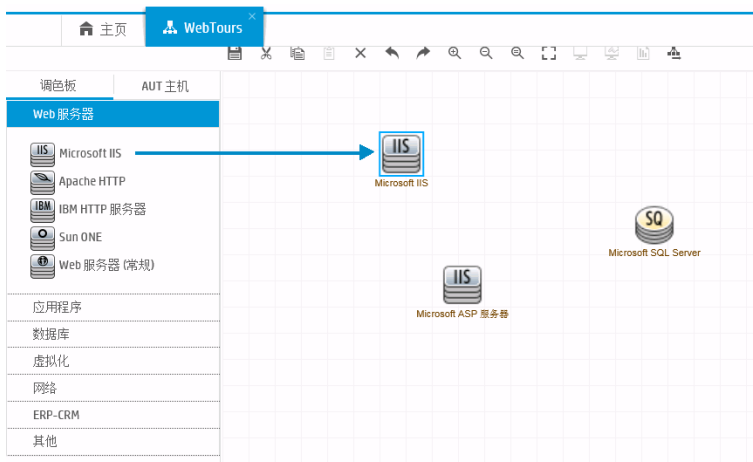 主页
WebTours
调色板
AUT 主机
Web 服务器
IIS Microsoft IIS
Apache HTTP
IBM IBM HTTP 服务器
Sun ONE
Web 服务器 (常规)
应用程序
数据库
虚拟化
网络
ERP-CRM
其他
IIS
Microsoft IIS
SQ
Microsoft SQL Server
IIS
Microsoft ASP 服务器